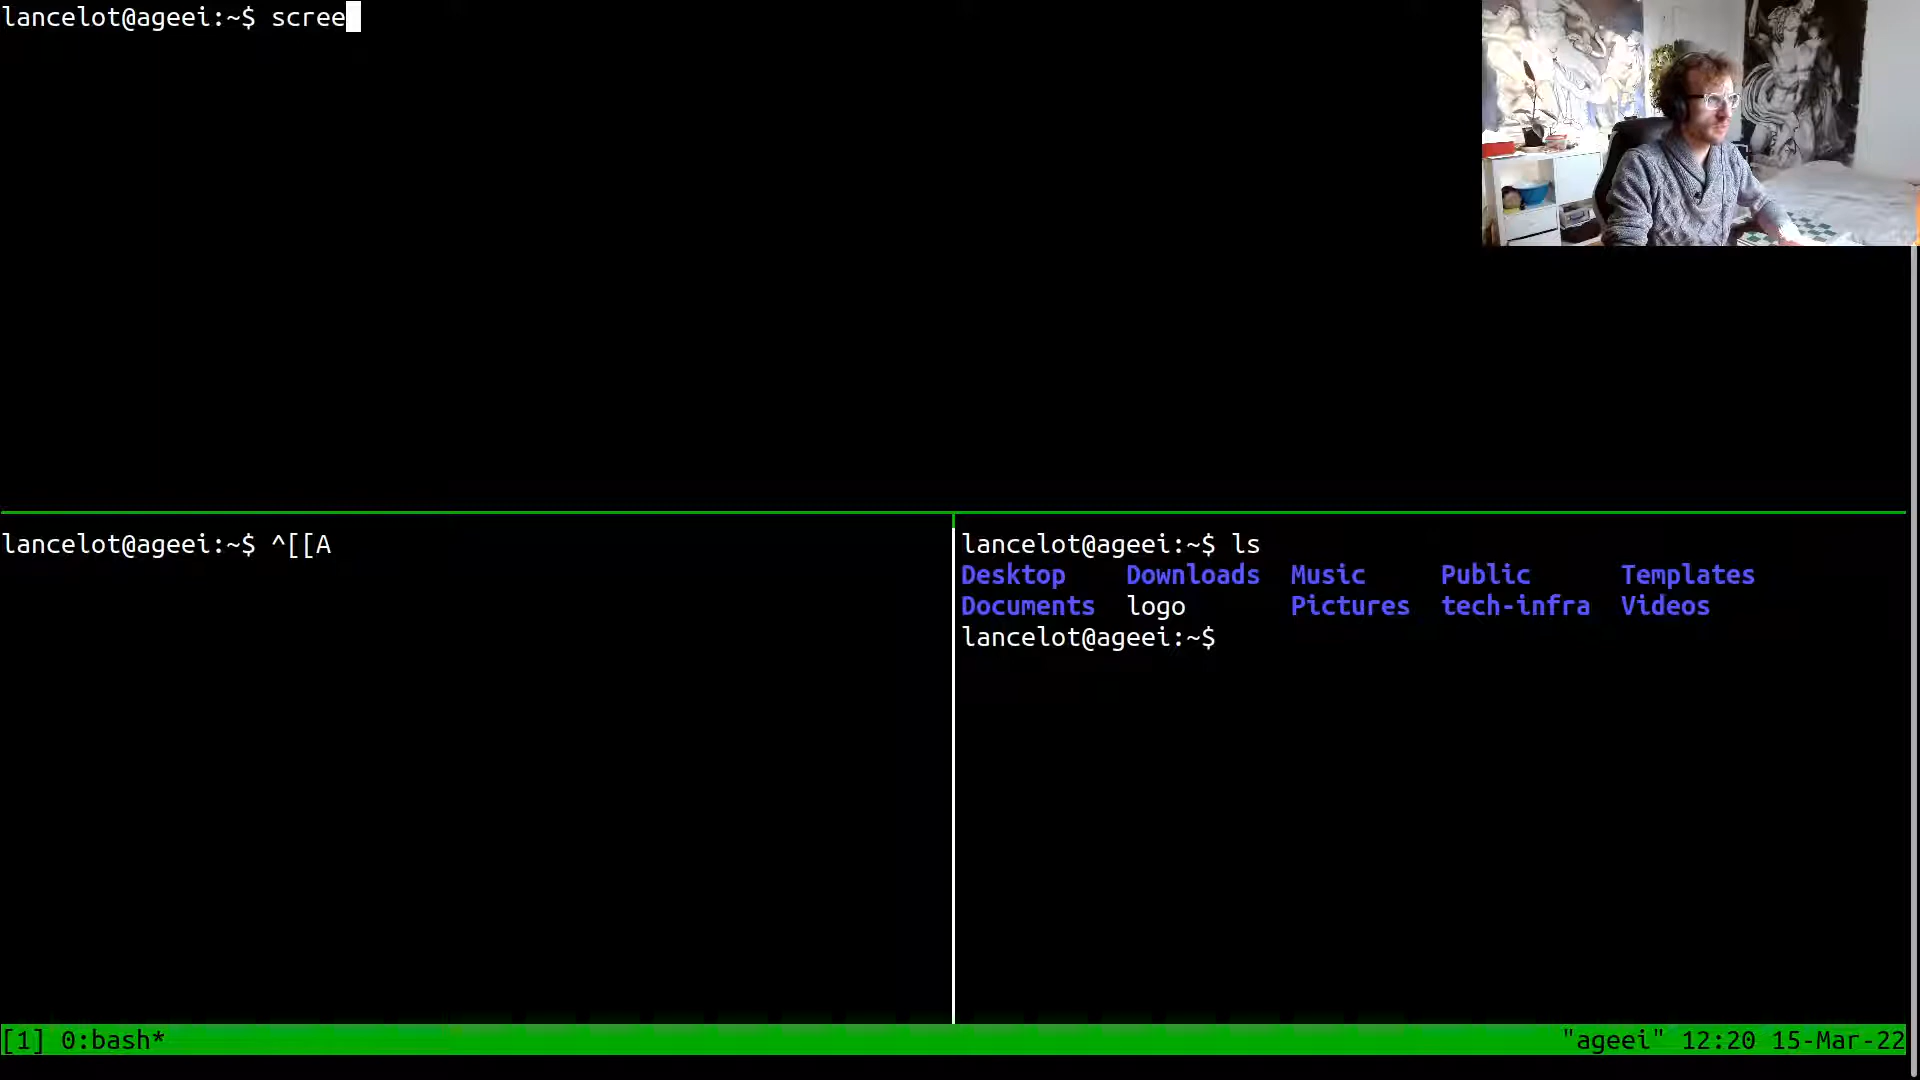 lancelot@ageei:~$ scree
lancelot@ageei:~$ ^[[A
lancelot@ageei:~$ ls
Desktop Downloads Music Public Templates
Documents logo Pictures tech-infra Videos
lancelot@ageei:~$
[1] 0:bash* "ageei" 12:20 15-Mar-22